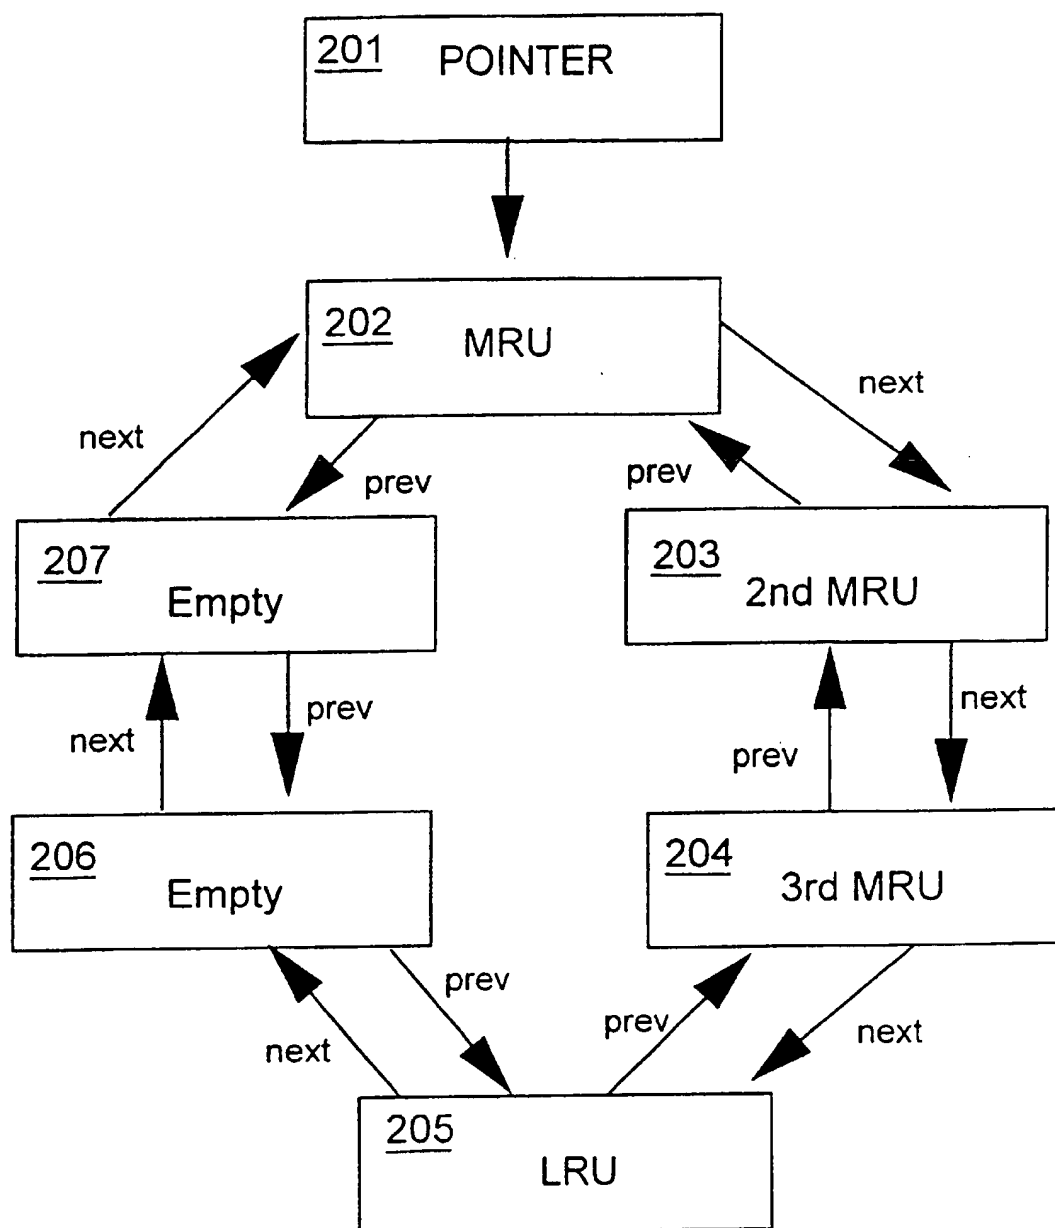 201 POINTER
202 MRU
next
next
prev
prev
207 Empty
203 2nd MRU
prev
next
next
prev
206 Empty
204 3rd MRU
prev
prev
next
next
205 LRU